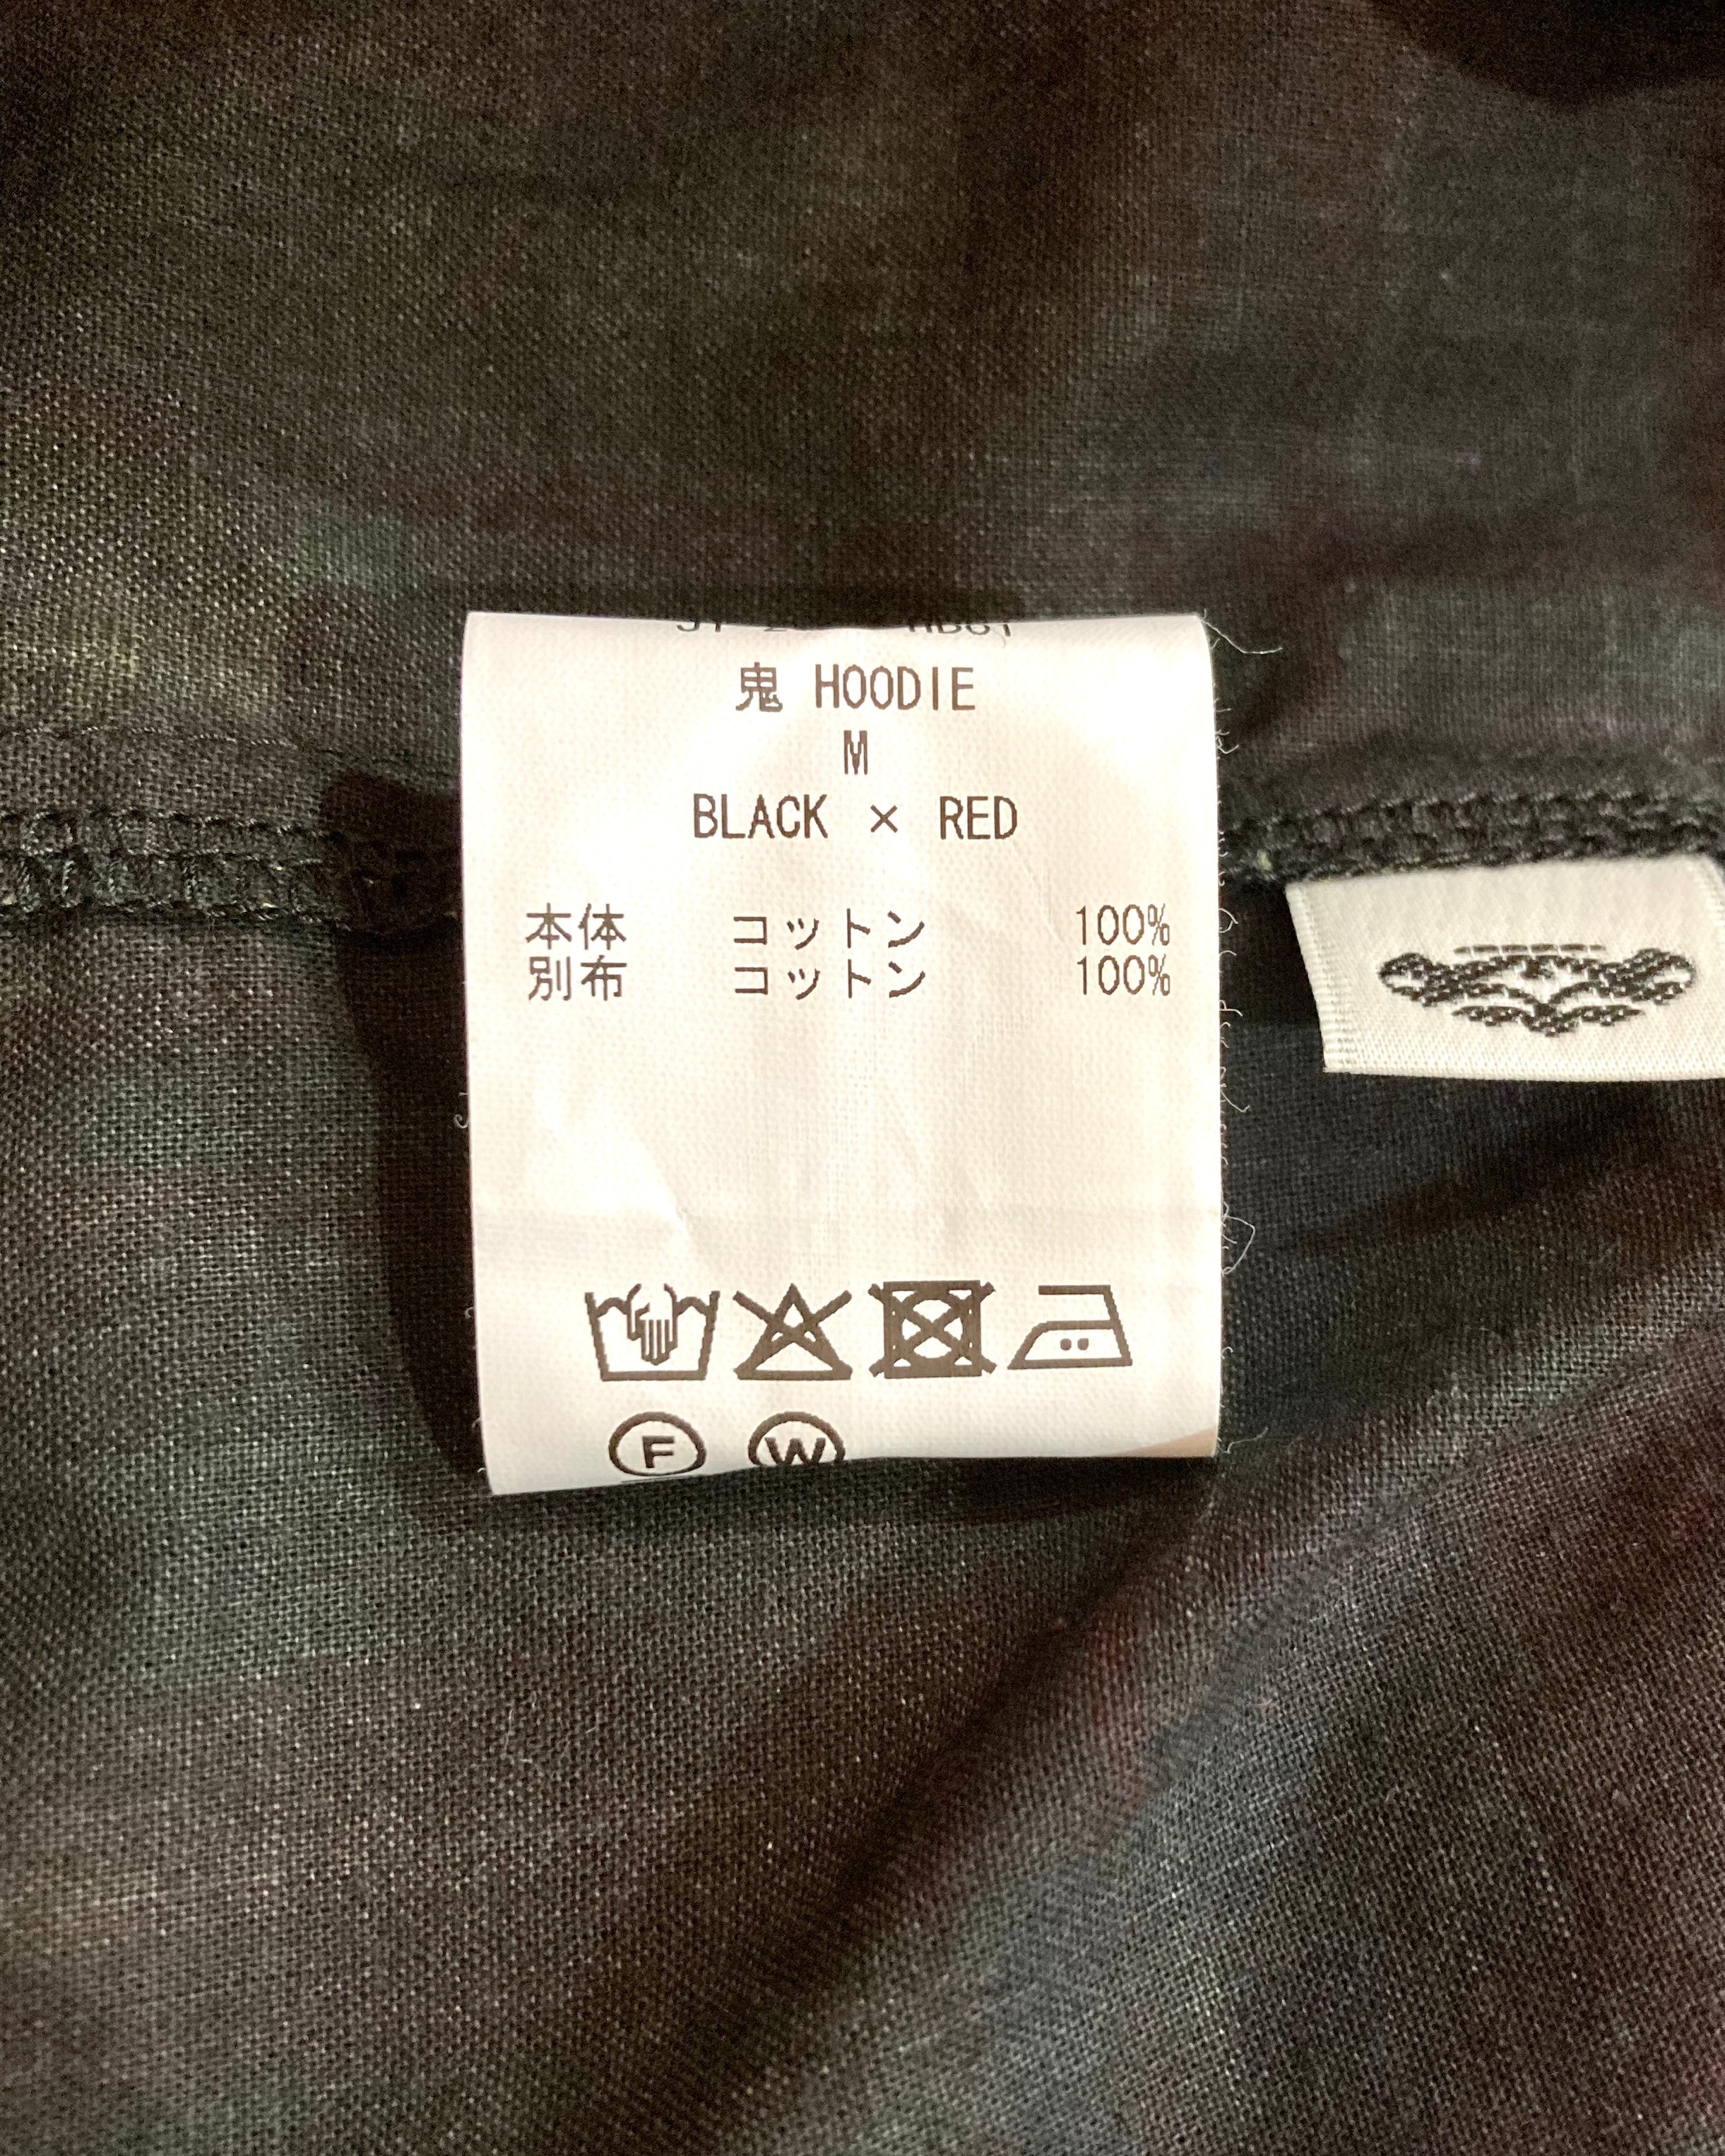 鬼 HOODIE
M
BLACK × RED
本体 コットン 100%
別布 コットン 100%
F W